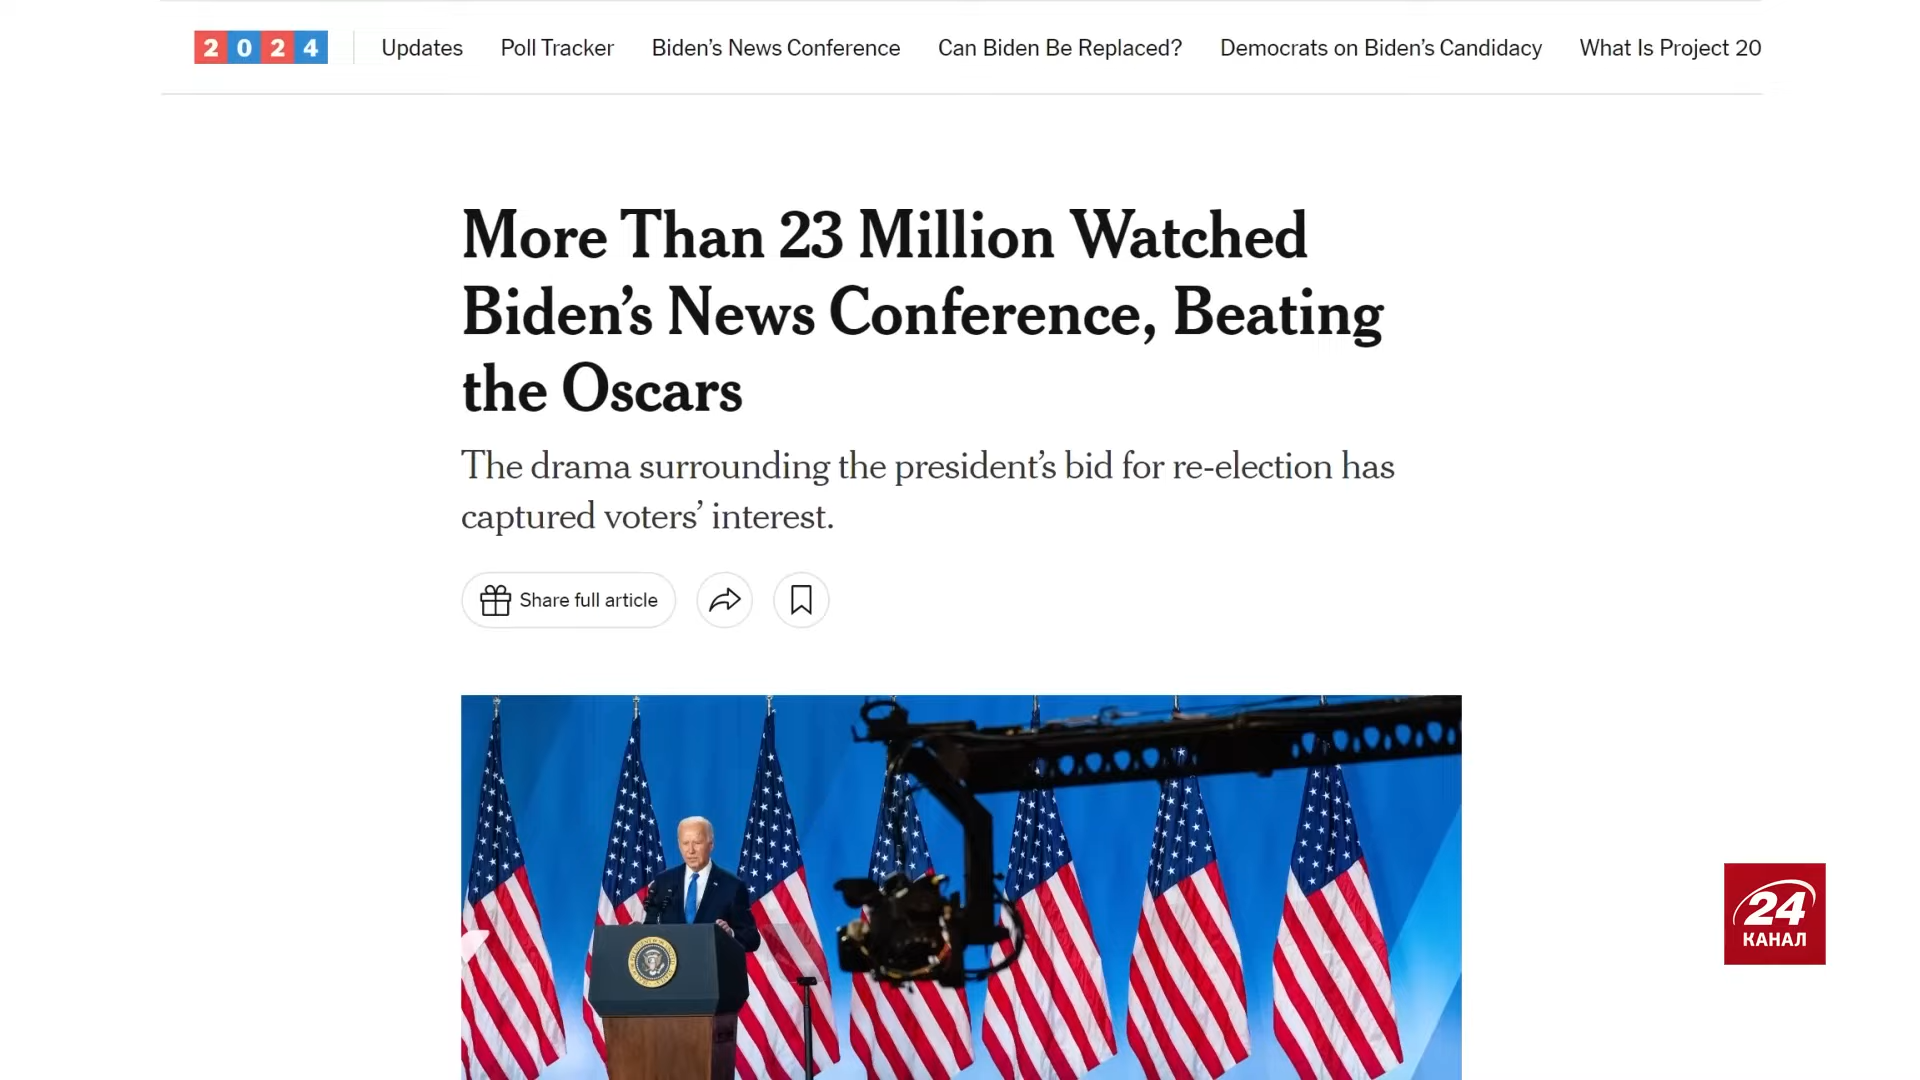 2024
Updates
Poll Tracker
Biden’s News Conference
Can Biden Be Replaced?
Democrats on Biden’s Candidacy
What Is Project 20
More Than 23 Million Watched
Biden’s News Conference, Beating
the Oscars
The drama surrounding the president’s bid for re-election has
captured voters’ interest.
Share full article
24
КАНАЛ